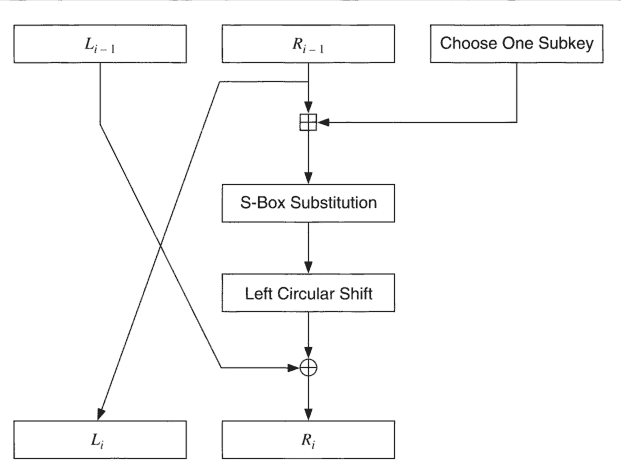 L_{i-1}
R_{i-1}
Choose One Subkey
S-Box Substitution
Left Circular Shift
L_i
R_i